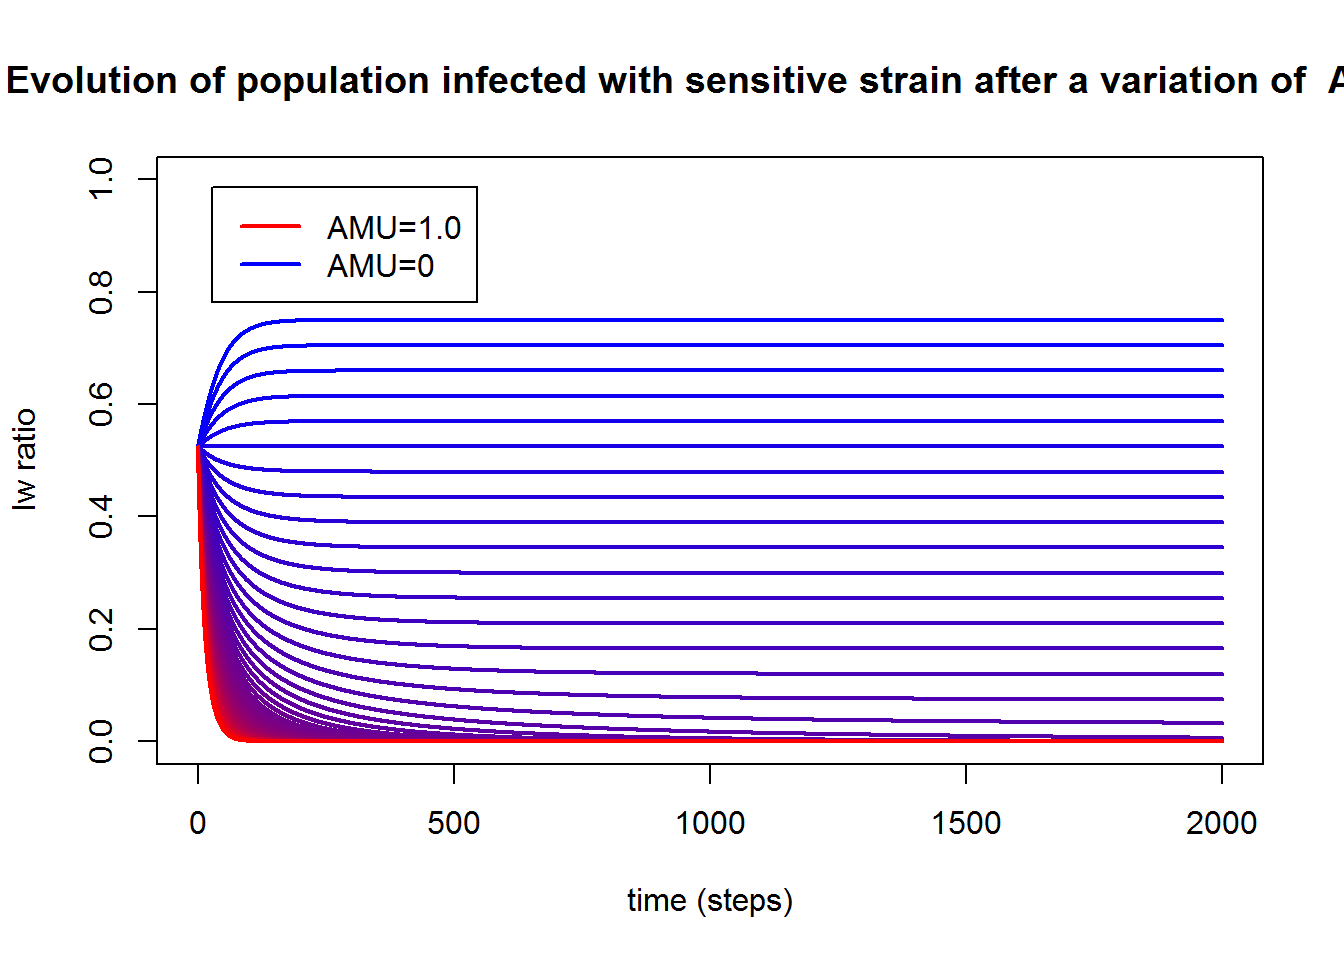 Evolution of population infected with sensitive strain after a variation of A
AMU=1.0
AMU=0
Iw ratio
1.0
0.8
0.6
0.4
0.2
0.0
0 500 1000 1500 2000
time (steps)